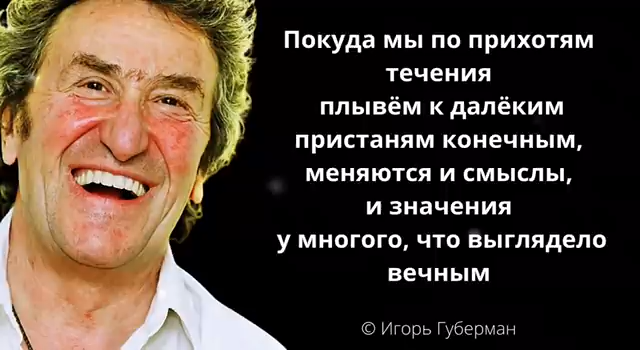 Покуда мы по прихотям
течения
плывём к далёким
пристаням конечным,
меняются и смыслы,
и значения
у многого, что выглядело
вечным
© Игорь Губерман